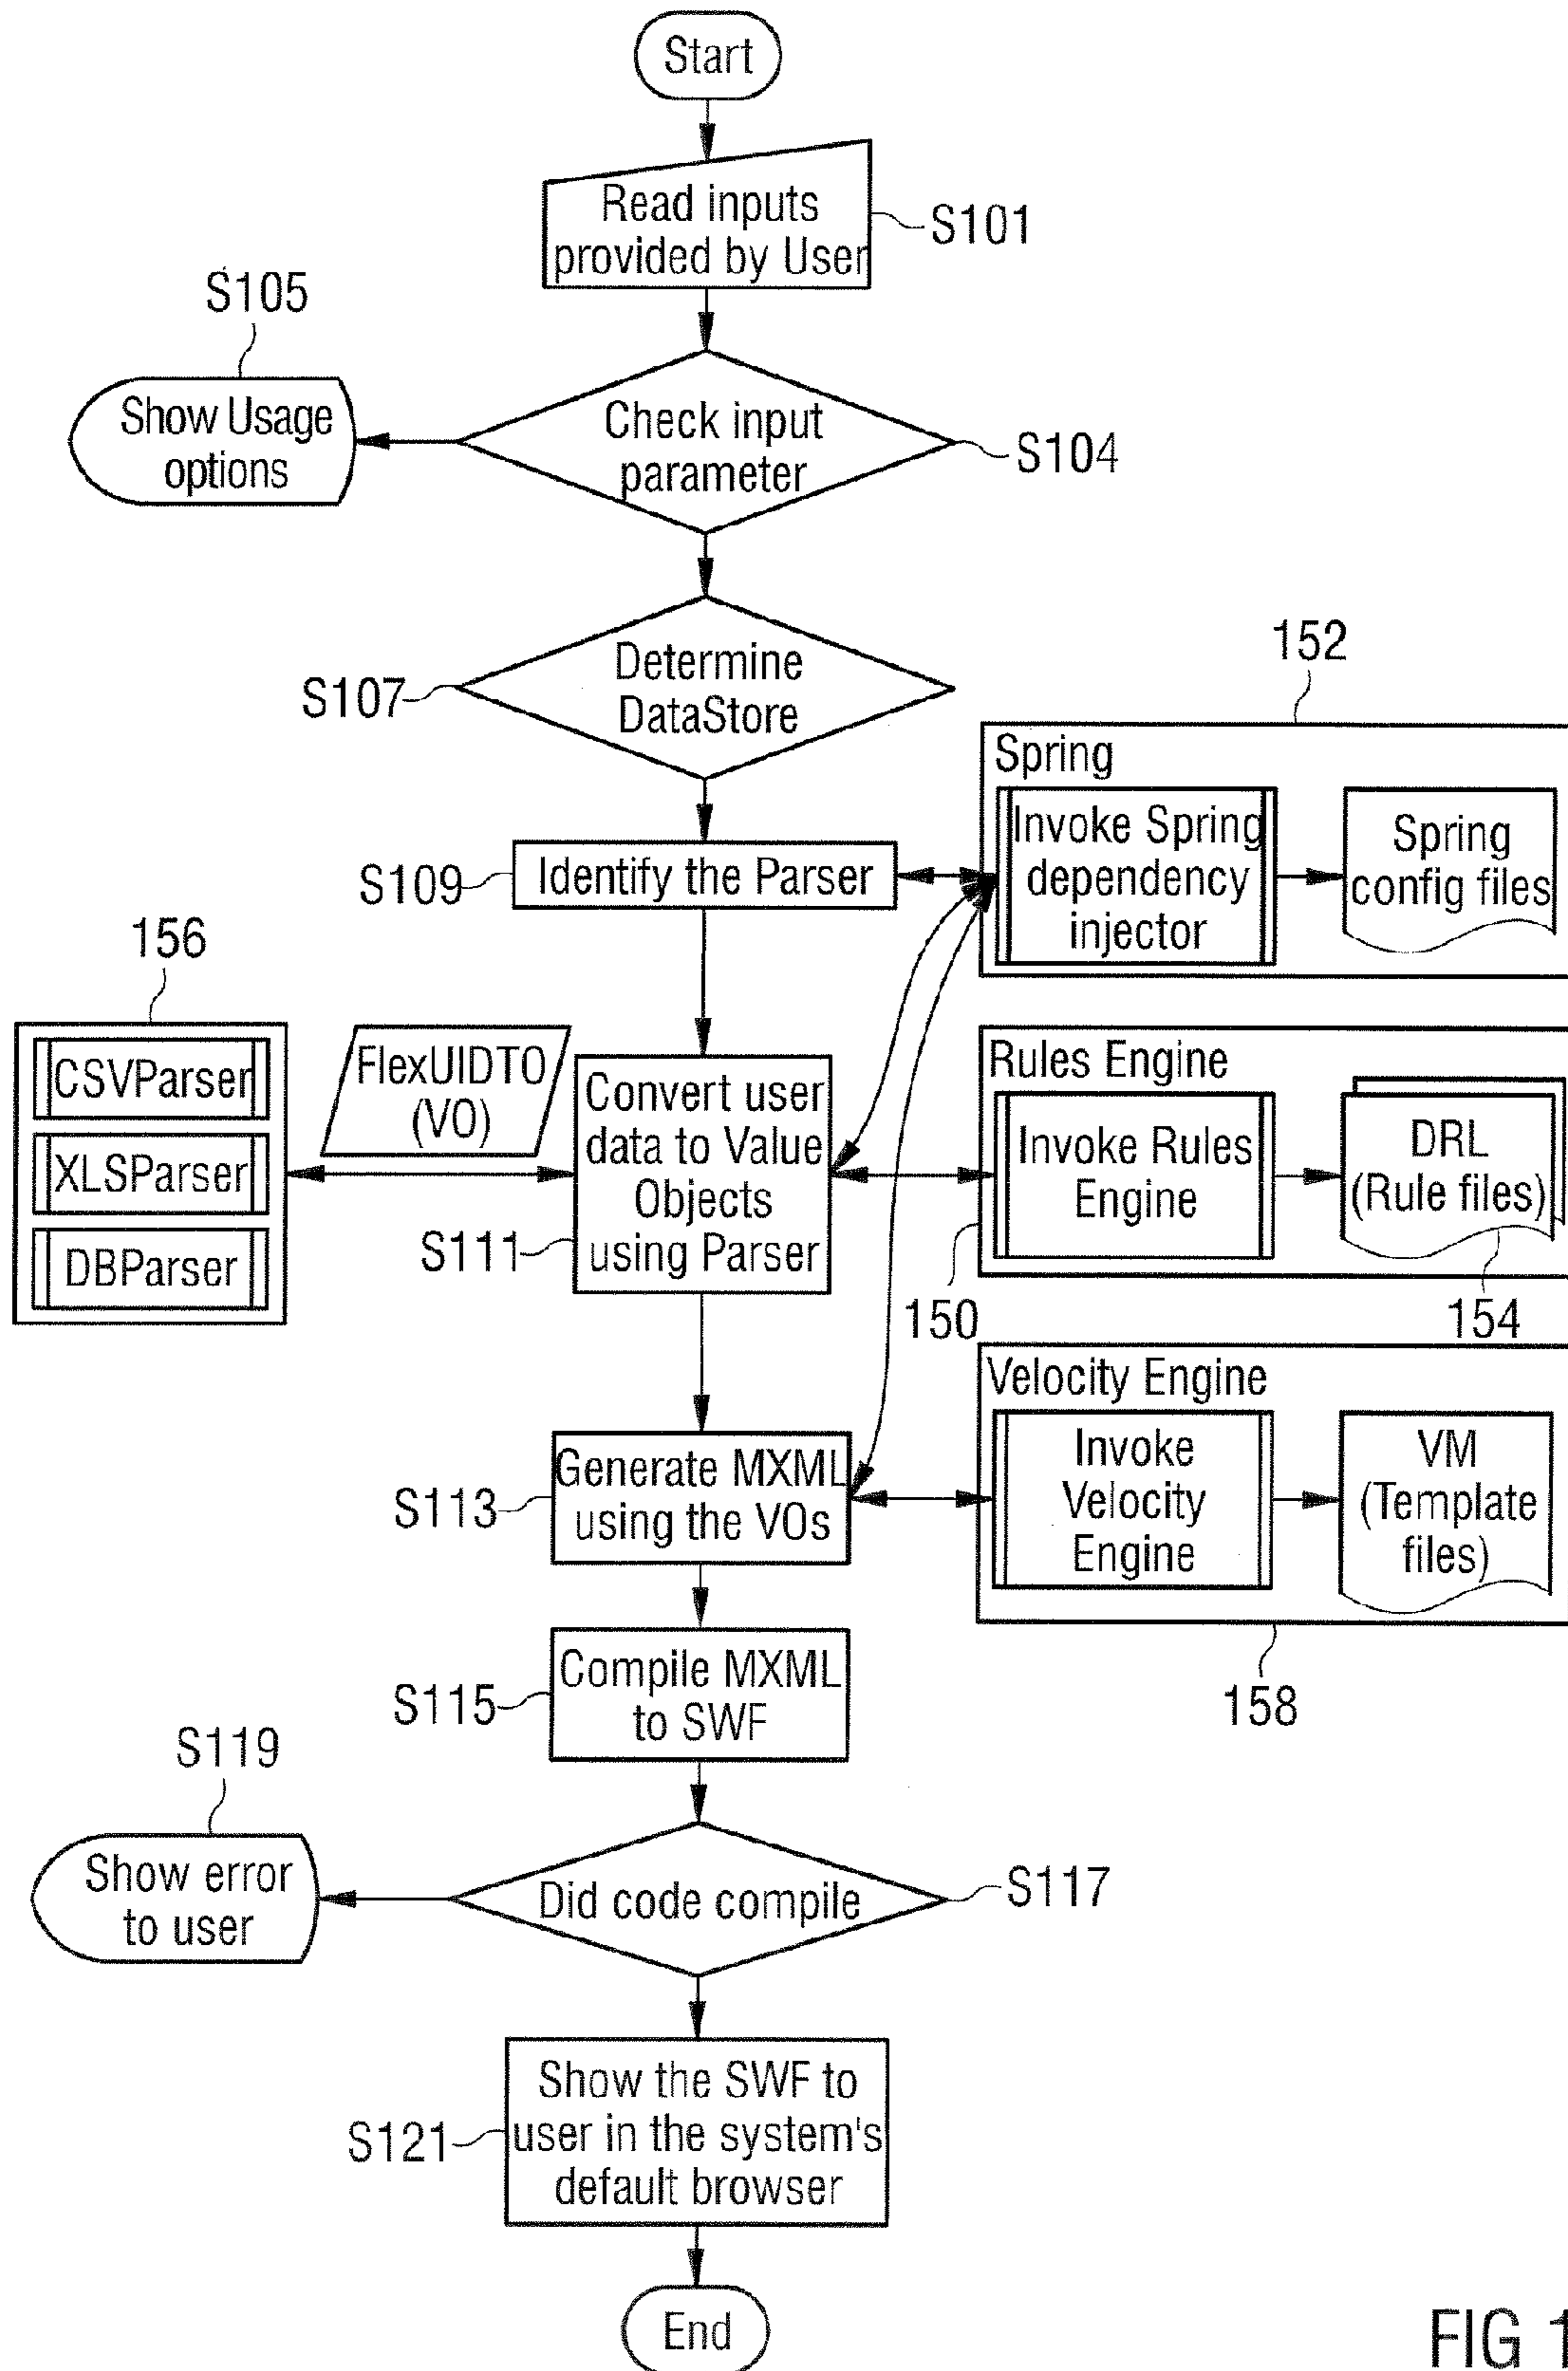 Start
Read inputs
provided by User
S101
S105
Show Usage
options
Check input
parameter
S104
Determine
DataStore
S107
152
Spring
Identify the Parser
S109
Invoke Spring
dependency
injector
Spring
config files
156
CSVParser
XLSParser
DBParser
FlexUIDTO
(VO)
Convert user
data to Value
Objects
using Parser
S111
Rules Engine
Invoke Rules
Engine
DRL
(Rule files)
150
154
Velocity Engine
Generate MXML
using the VOs
S113
Invoke
Velocity
Engine
VM
(Template
files)
158
Compile MXML
to SWF
S115
S119
Show error
to user
Did code compile
S117
Show the SWF to
user in the system's
default browser
S121
End
FIG 1